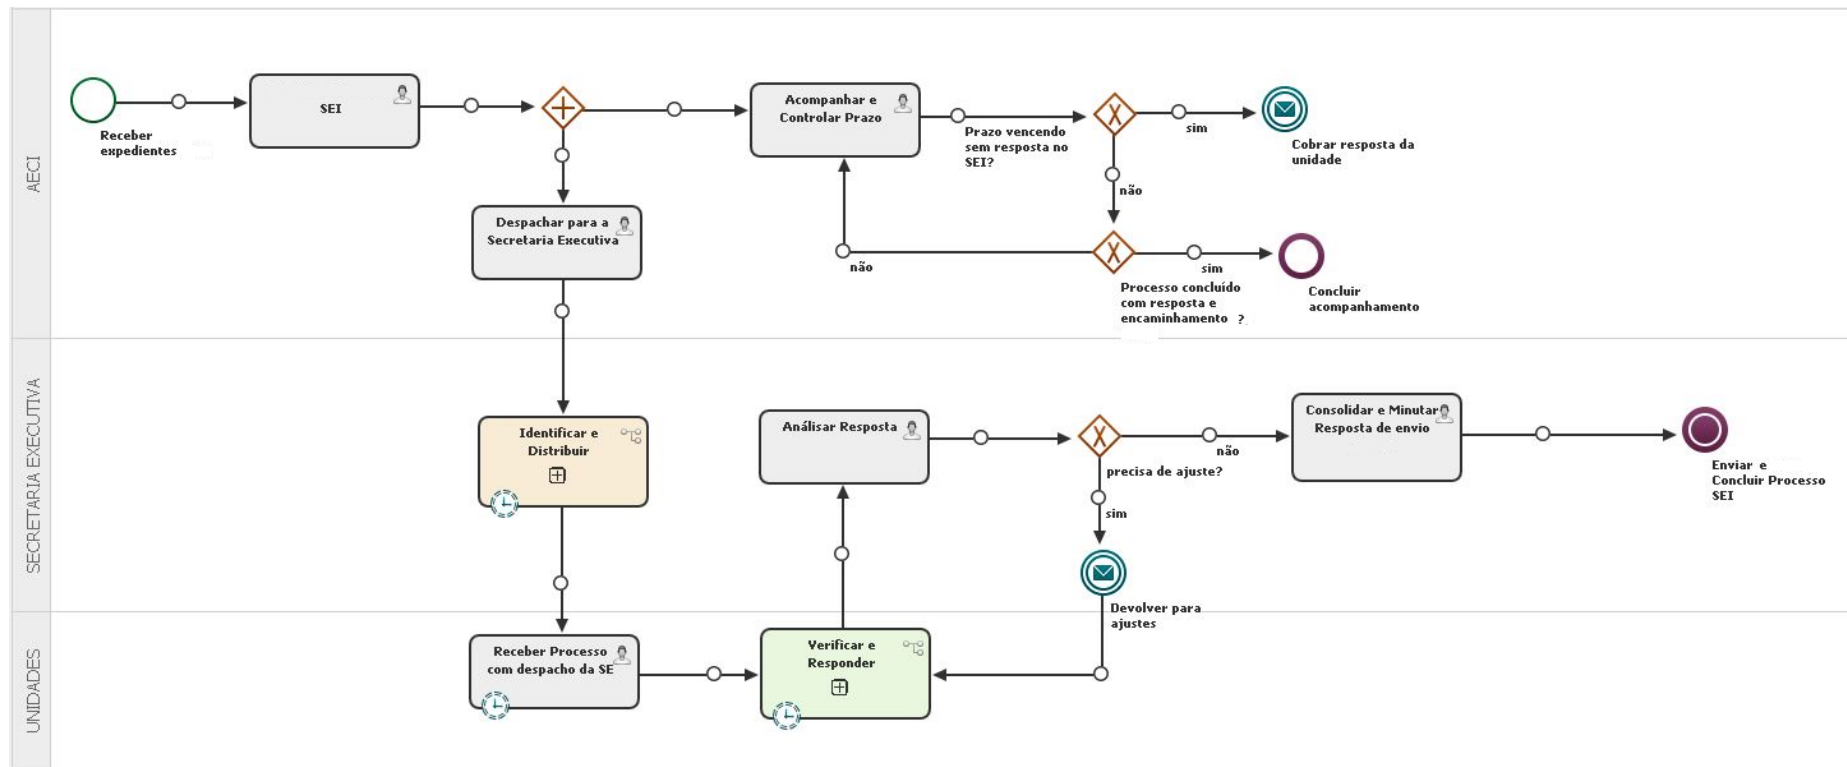 AECI
Receber
expedientes
SEI
Acompanhar e
Controlar Prazo
Prazo vencendo
sem resposta no
SEI?
sim
Cobrar resposta da
unidade
não
Despachar para a
Secretaria Executiva
não
sim
Processo concluído
com resposta e
encaminhamento ?
Concluir
acompanhamento
SECRETARIA EXECUTIVA
Identificar e
Distribuir
Análisar Resposta
precisa de ajuste?
não
sim
Consolidar e Minutar
Resposta de envio
Enviar e
Concluir Processo
SEI
Devolver para
ajustes
UNIDADES
Receber Processo
com despacho da SE
Verificar e
Responder